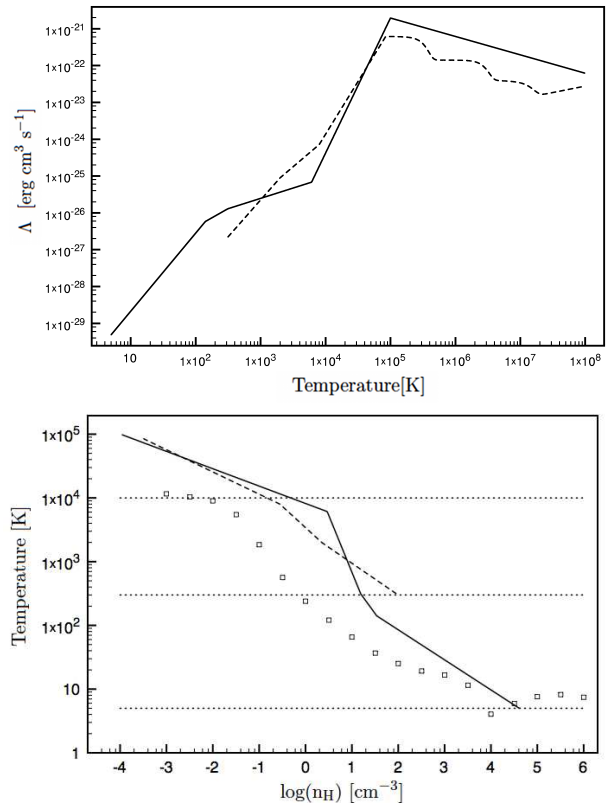 1×10⁻²¹
1×10⁻²²
1×10⁻²³
1×10⁻²⁴
1×10⁻²⁵
1×10⁻²⁶
1×10⁻²⁷
1×10⁻²⁸
1×10⁻²⁹
Λ [erg cm³ s⁻¹]
10 1×10² 1×10³ 1×10⁴ 1×10⁵ 1×10⁶ 1×10⁷ 1×10⁸
Temperature[K]
1×10⁵
1×10⁴
1×10³
1×10²
10
1
Temperature [K]
-4 -3 -2 -1 0 1 2 3 4 5 6
log(n_H) [cm⁻³]